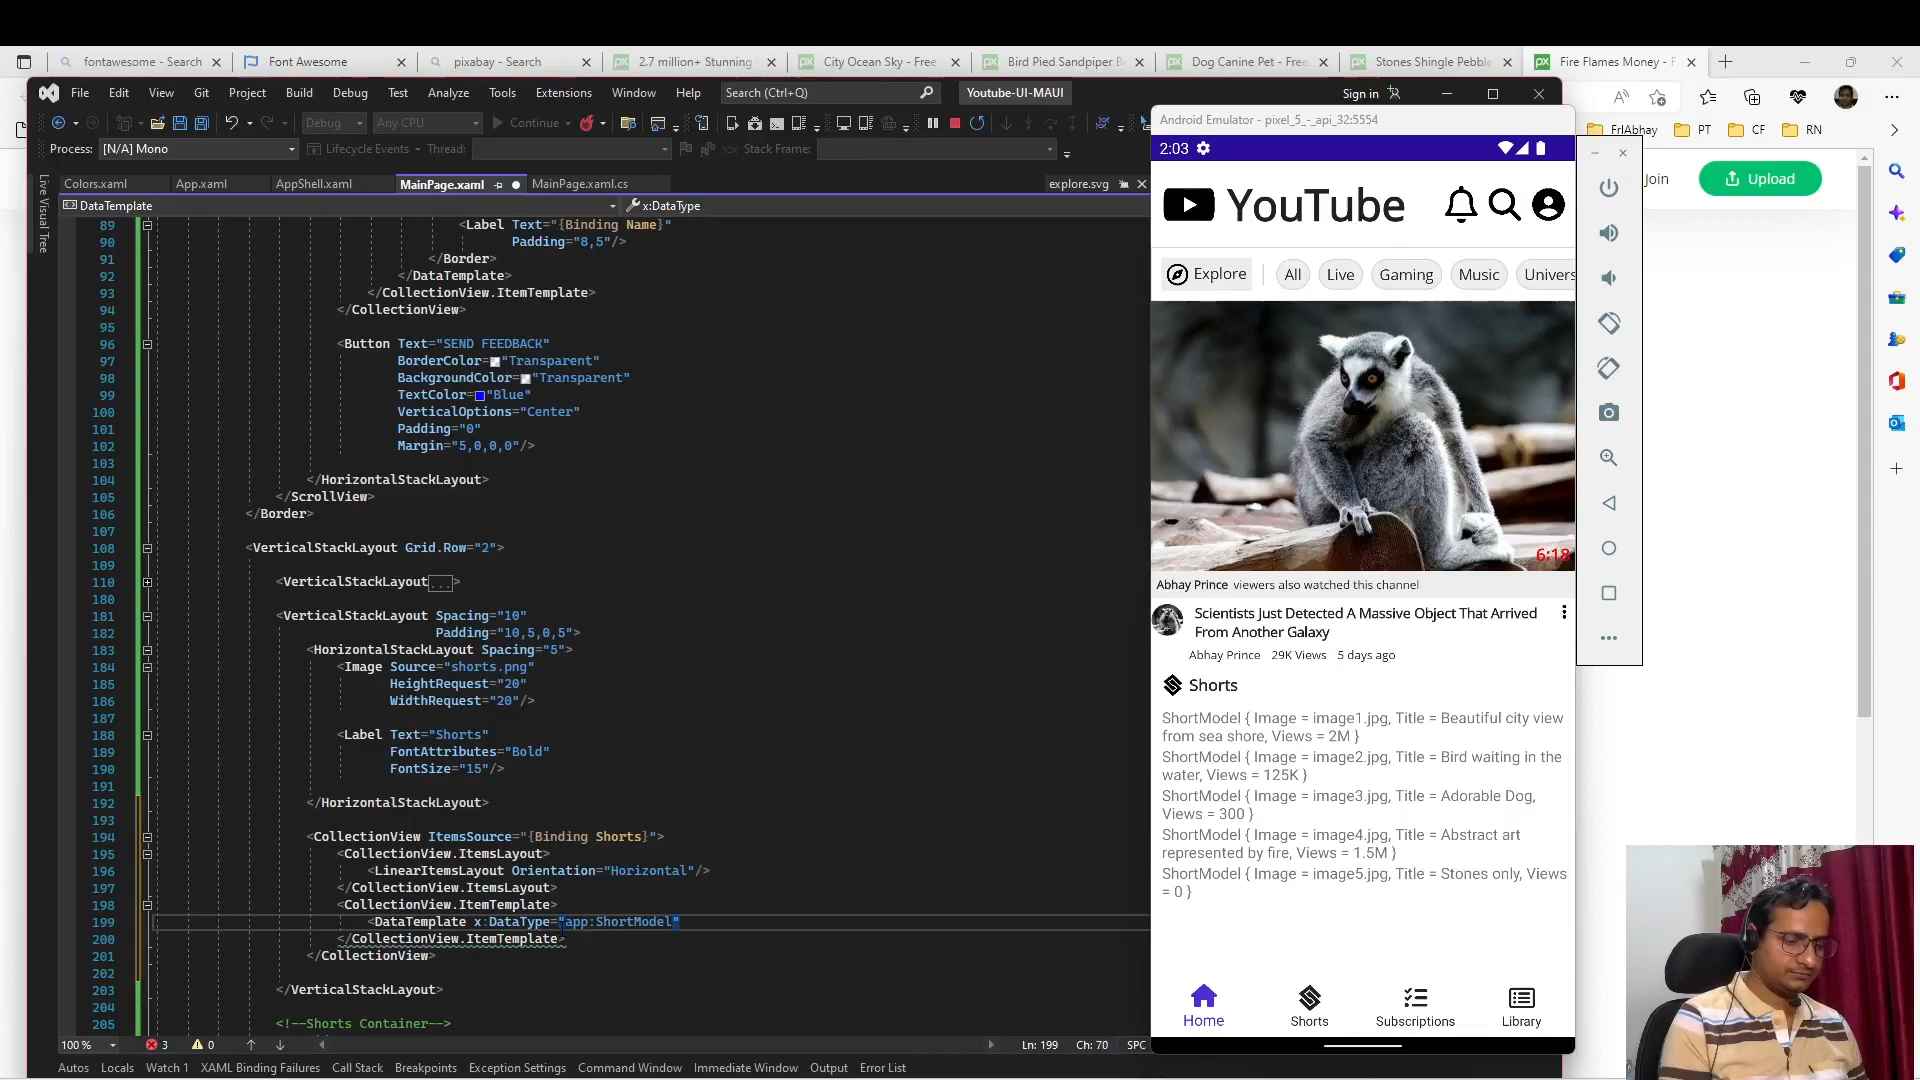 fontawesome - Search
Font Awesome
pixabay - Search
2.7 million+ Stunning
City Ocean Sky - Free
Bird Pied Sandpiper B
Dog Canine Pet - Free
Stones Shingle Pebble
Fire Flames Money - F
File Edit View Git Project Build Debug Test Analyze Tools Extensions Window Help
Search (Ctrl+Q)
Youtube-UI-MAUI
Sign in
Debug
Any CPU
Continue
Process: [N/A] Mono
Lifecycle Events
Thread:
Stack Frame:
Live Visual Tree
Colors.xaml
App.xaml
AppShell.xaml
MainPage.xaml
MainPage.xaml.cs
explore.svg
DataTemplate
x:DataType
89 <Label Text="{Binding Name}"
90 Padding="8,5"/>
91 </Border>
92 </DataTemplate>
93 </CollectionView.ItemTemplate>
94 </CollectionView>
95
96 <Button Text="SEND FEEDBACK"
97 BorderColor="Transparent"
98 BackgroundColor="Transparent"
99 TextColor="Blue"
100 VerticalOptions="Center"
101 Padding="0"
102 Margin="5,0,0,0"/>
103
104 </HorizontalStackLayout>
105 </ScrollView>
106 </Border>
107
108 <VerticalStackLayout Grid.Row="2">
109
110 <VerticalStackLayout...>
180
181 <VerticalStackLayout Spacing="10"
182 Padding="10,5,0,5">
183 <HorizontalStackLayout Spacing="5">
184 <Image Source="shorts.png"
185 HeightRequest="20"
186 WidthRequest="20"/>
187
188 <Label Text="Shorts"
189 FontAttributes="Bold"
190 FontSize="15"/>
191
192 </HorizontalStackLayout>
193
194 <CollectionView ItemsSource="{Binding Shorts}">
195 <CollectionView.ItemsLayout>
196 <LinearItemsLayout Orientation="Horizontal"/>
197 </CollectionView.ItemsLayout>
198 <CollectionView.ItemTemplate>
199 <DataTemplate x:DataType="app:ShortModel"
200 </CollectionView.ItemTemplate>
201 </CollectionView>
202
203 </VerticalStackLayout>
204
205 <!--Shorts Container-->
100 %
3
0
Ln: 199 Ch: 70 SPC
Autos Locals Watch 1 XAML Binding Failures Call Stack Breakpoints Exception Settings Command Window Immediate Window Output Error List
Android Emulator - pixel_5_-_api_32:5554
2:03
YouTube
Explore
All
Live
Gaming
Music
Univers
6:18
Abhay Prince viewers also watched this channel
Scientists Just Detected A Massive Object That Arrived
From Another Galaxy
Abhay Prince 29K Views 5 days ago
Shorts
ShortModel { Image = image1.jpg, Title = Beautiful city view
from sea shore, Views = 2M }
ShortModel { Image = image2.jpg, Title = Bird waiting in the
water, Views = 125K }
ShortModel { Image = image3.jpg, Title = Adorable Dog,
Views = 300 }
ShortModel { Image = image4.jpg, Title = Abstract art
represented by fire, Views = 1.5M }
ShortModel { Image = image5.jpg, Title = Stones only, Views
= 0 }
Home
Shorts
Subscriptions
Library
FrlAbhay
PT
CF
RN
Join
Upload